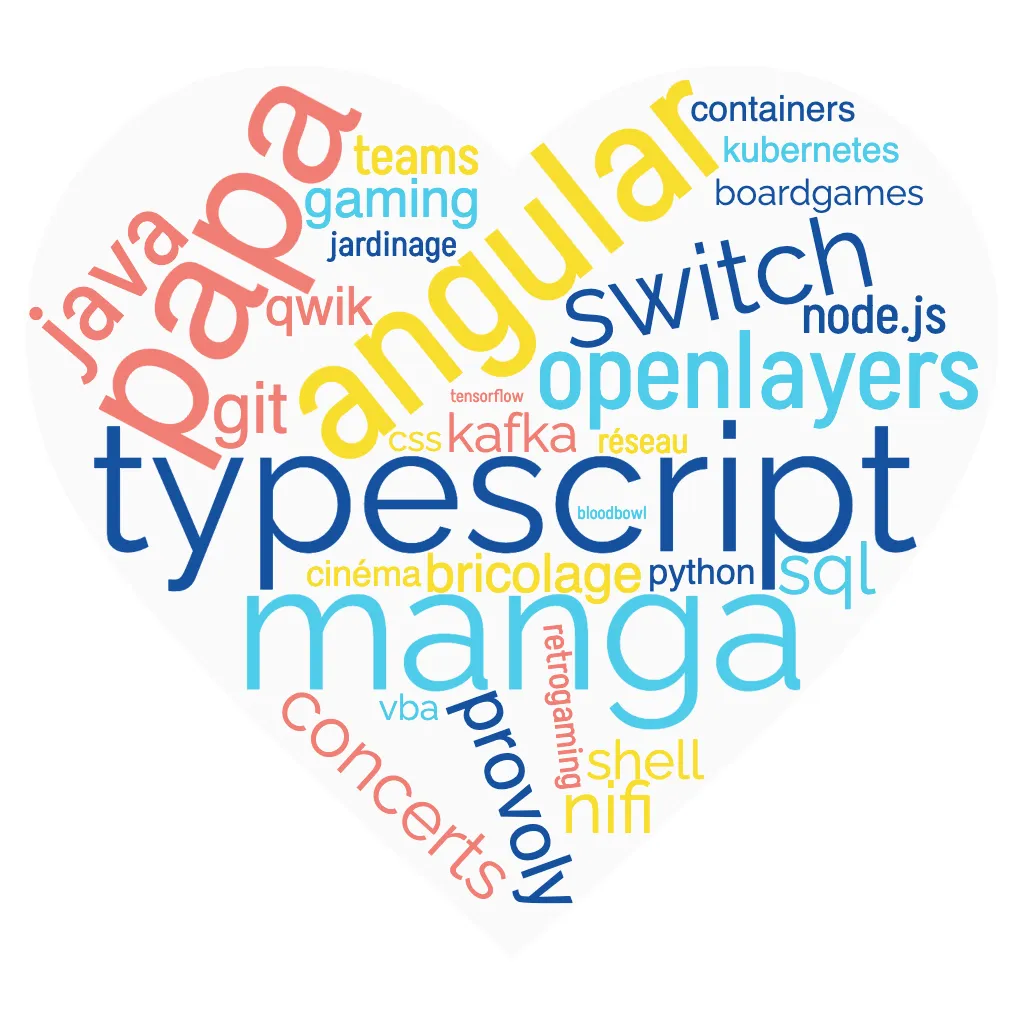 papa
angular
containers
teams
kubernetes
gaming
boardgames
java
jardinage
switch
qwik
node.js
openlayers
git
tensorflow
css
kafka
réseau
typescript
bloodbowl
cinéma
bricolage
python
sql
manga
retrogaming
vba
concerts
provoly
shell
nifi